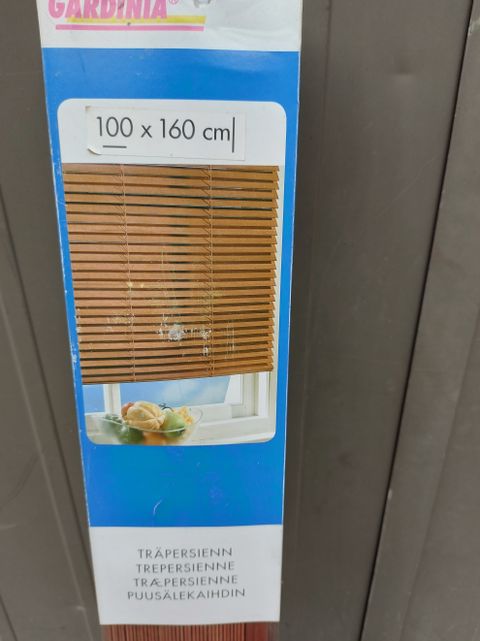 GARDINIA®
100 x 160 cm
TRÄPERSIENN
TREPERSIENNE
TRÆPERSIENNE
PUUSÄLEKAIHDIN